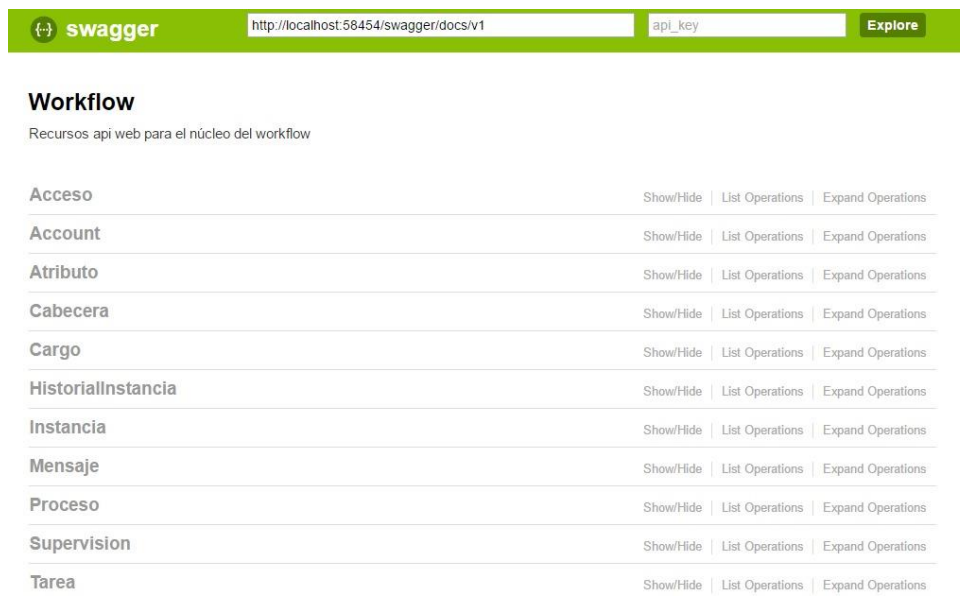 swagger http://localhost:58454/swagger/docs/v1 api_key Explore
Workflow
Recursos api web para el núcleo del workflow
Acceso Show/Hide List Operations Expand Operations
Account Show/Hide List Operations Expand Operations
Atributo Show/Hide List Operations Expand Operations
Cabecera Show/Hide List Operations Expand Operations
Cargo Show/Hide List Operations Expand Operations
HistorialInstancia Show/Hide List Operations Expand Operations
Instancia Show/Hide List Operations Expand Operations
Mensaje Show/Hide List Operations Expand Operations
Proceso Show/Hide List Operations Expand Operations
Supervision Show/Hide List Operations Expand Operations
Tarea Show/Hide List Operations Expand Operations